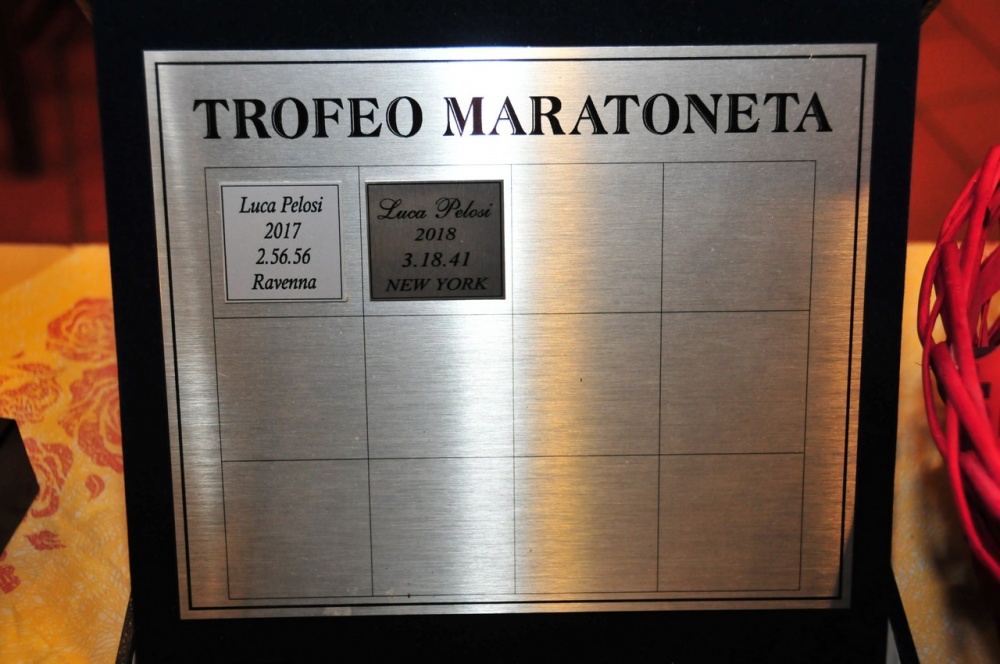 TROFEO MARATONETA
Luca Pelosi
2017
2.56.56
Ravenna
Luca Pelosi
2018
3.18.41
NEW YORK